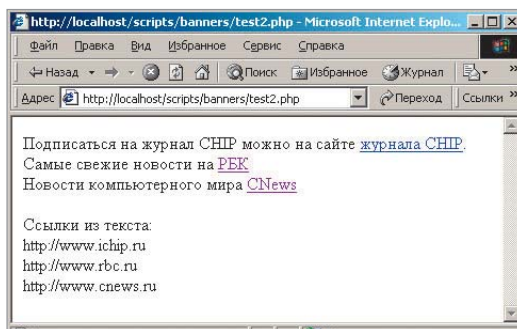 http://localhost/scripts/banners/test2.php - Microsoft Internet Explo...
Файл Правка Вид Избранное Сервис Справка
Назад Поиск Избранное Журнал »
Адрес http://localhost/scripts/banners/test2.php Переход Ссылки »
Подписаться на журнал CHIP можно на сайте журнала CHIP.
Самые свежие новости на РБК
Новости компьютерного мира CNews
Ссылки из текста:
http://www.ichip.ru
http://www.rbc.ru
http://www.cnews.ru